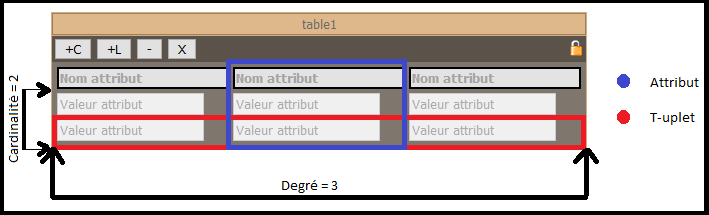 table1
+C +L - X
Nom attribut Nom attribut Nom attribut
Valeur attribut Valeur attribut Valeur attribut
Valeur attribut Valeur attribut Valeur attribut
Cardinalité = 2
Degré = 3
Attribut
T-uplet